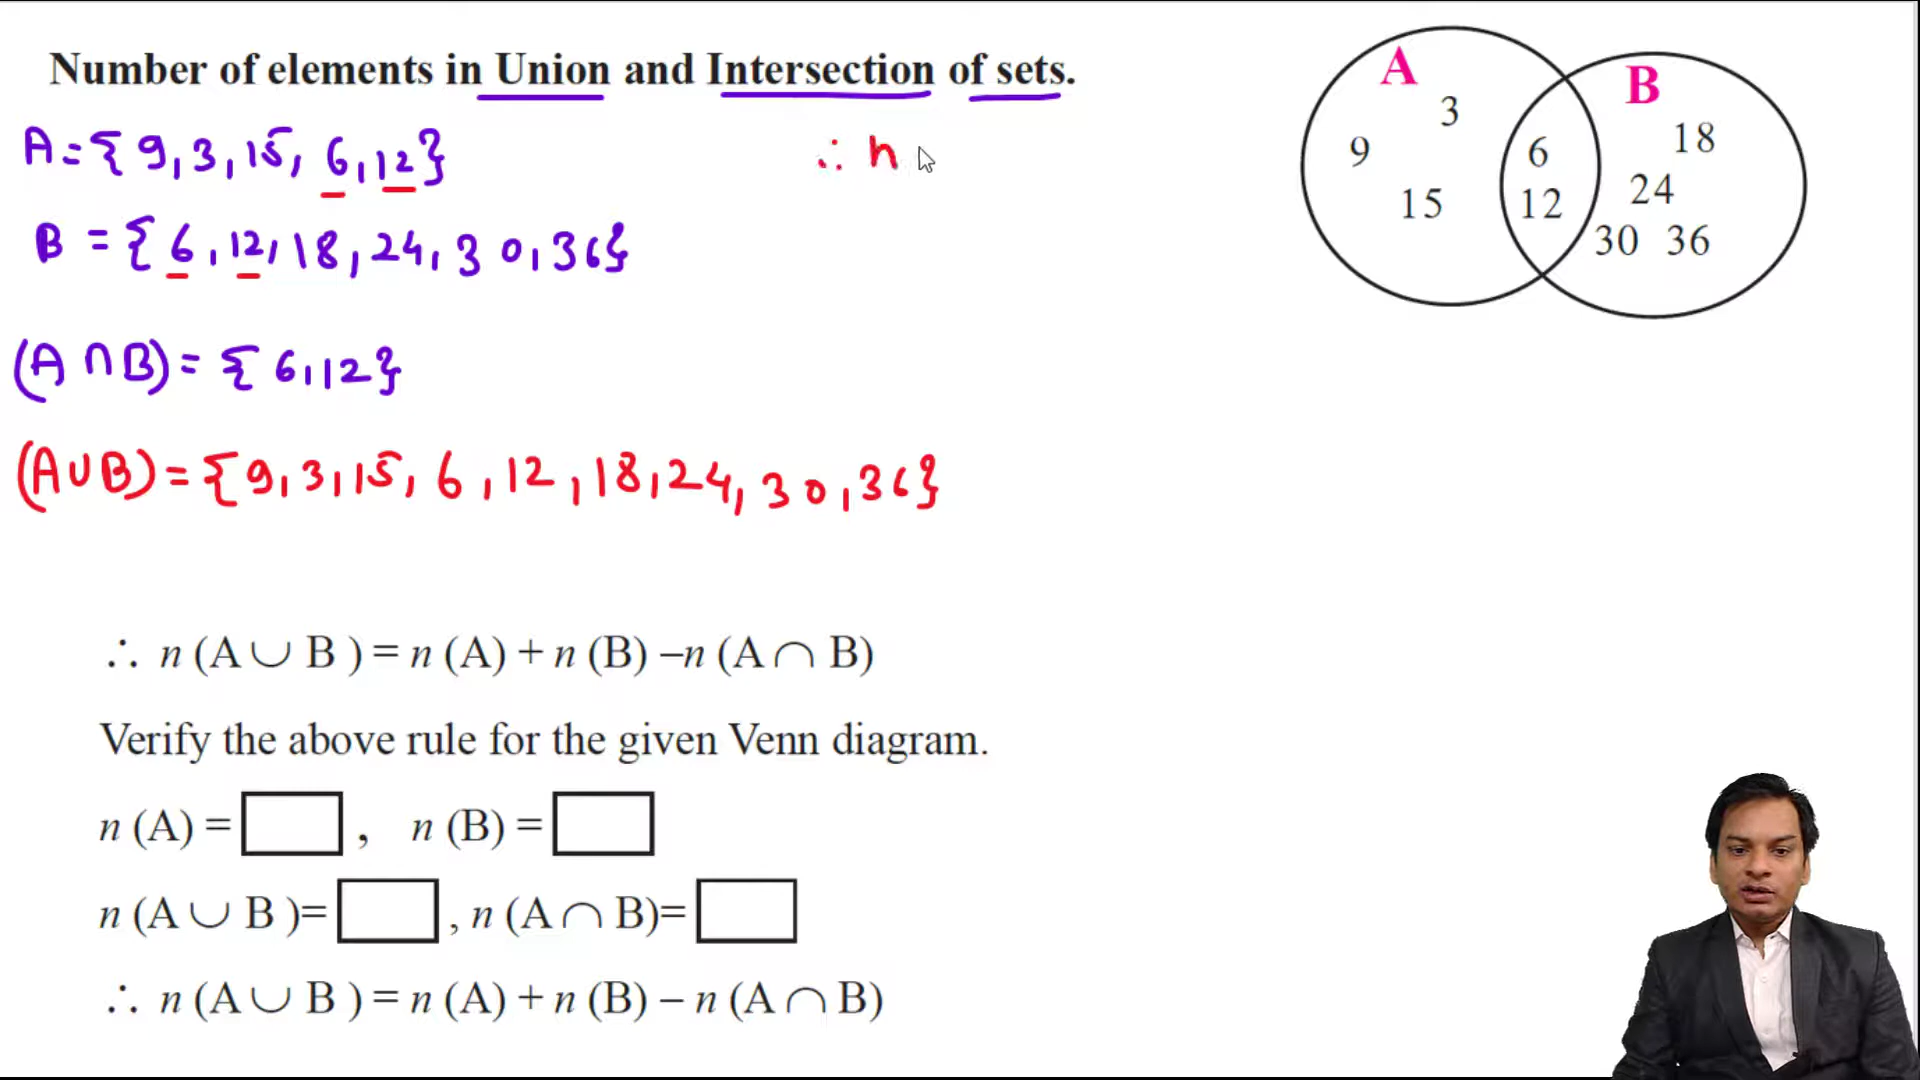 Number of elements in Union and Intersection of sets.
A = {9, 3, 15, 6, 12}
∴ n
B = {6, 12, 18, 24, 30, 36}
(A ∩ B) = {6, 12}
(A ∪ B) = {9, 3, 15, 6, 12, 18, 24, 30, 36}
A
B
3
9
15
6
12
18
24
30 36
∴ n (A ∪ B ) = n (A) + n (B) –n (A ∩ B)
Verify the above rule for the given Venn diagram.
n (A) = , n (B) =
n (A ∪ B )= , n (A ∩ B)=
∴ n (A ∪ B ) = n (A) + n (B) – n (A ∩ B)